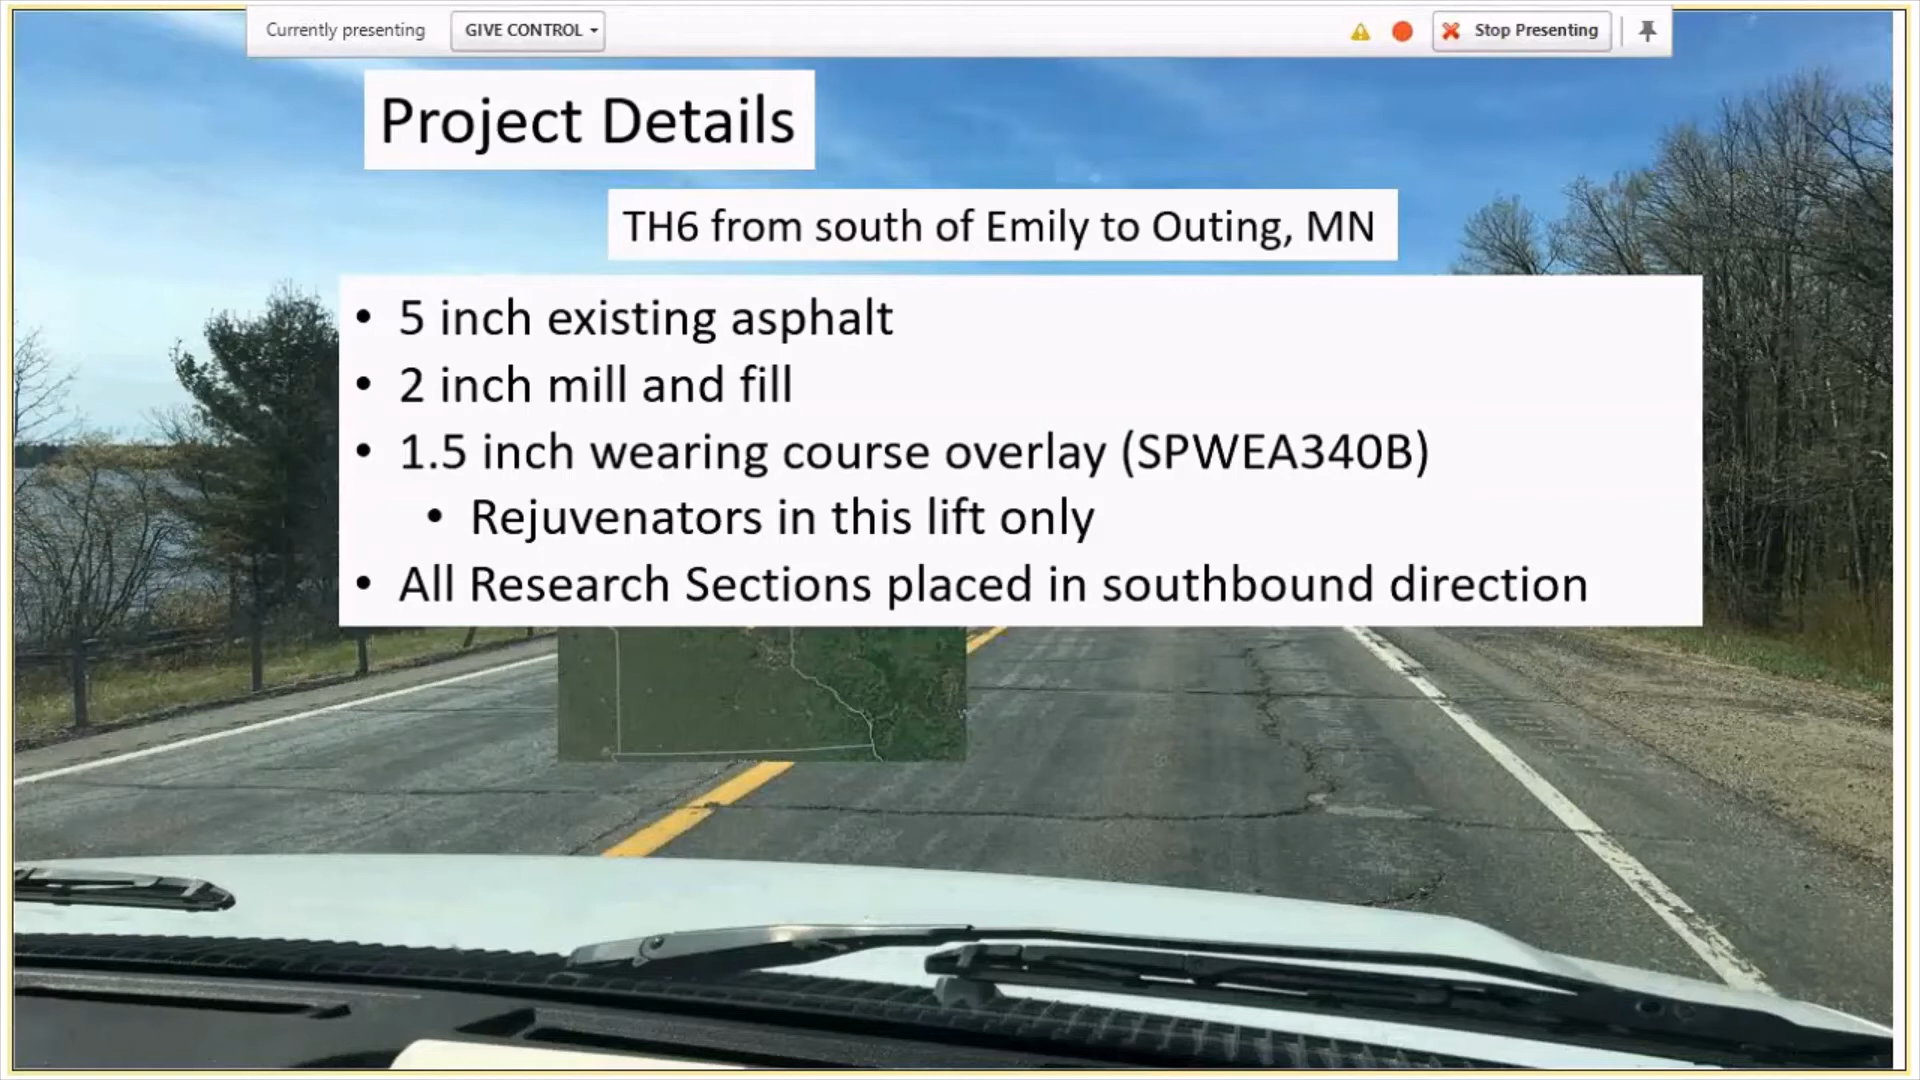 Currently presenting GIVE CONTROL Stop Presenting
Project Details
TH6 from south of Emily to Outing, MN
• 5 inch existing asphalt
• 2 inch mill and fill
• 1.5 inch wearing course overlay (SPWEA340B)
• Rejuvenators in this lift only
• All Research Sections placed in southbound direction